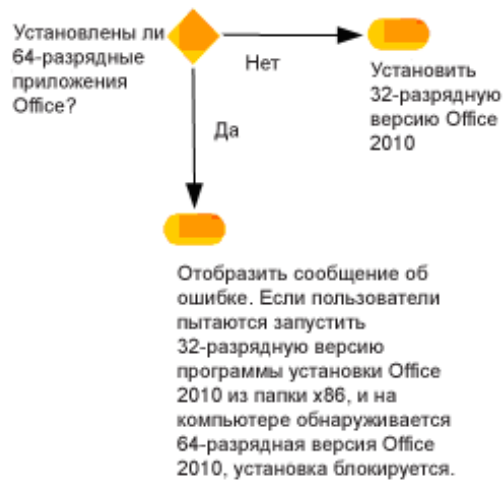 Установлены ли
64-разрядные
приложения
Office?
Нет
Установить
32-разрядную
версию Office
2010
Да
Отобразить сообщение об
ошибке. Если пользователи
пытаются запустить
32-разрядную версию
программы установки Office
2010 из папки x86, и на
компьютере обнаруживается
64-разрядная версия Office
2010, установка блокируется.